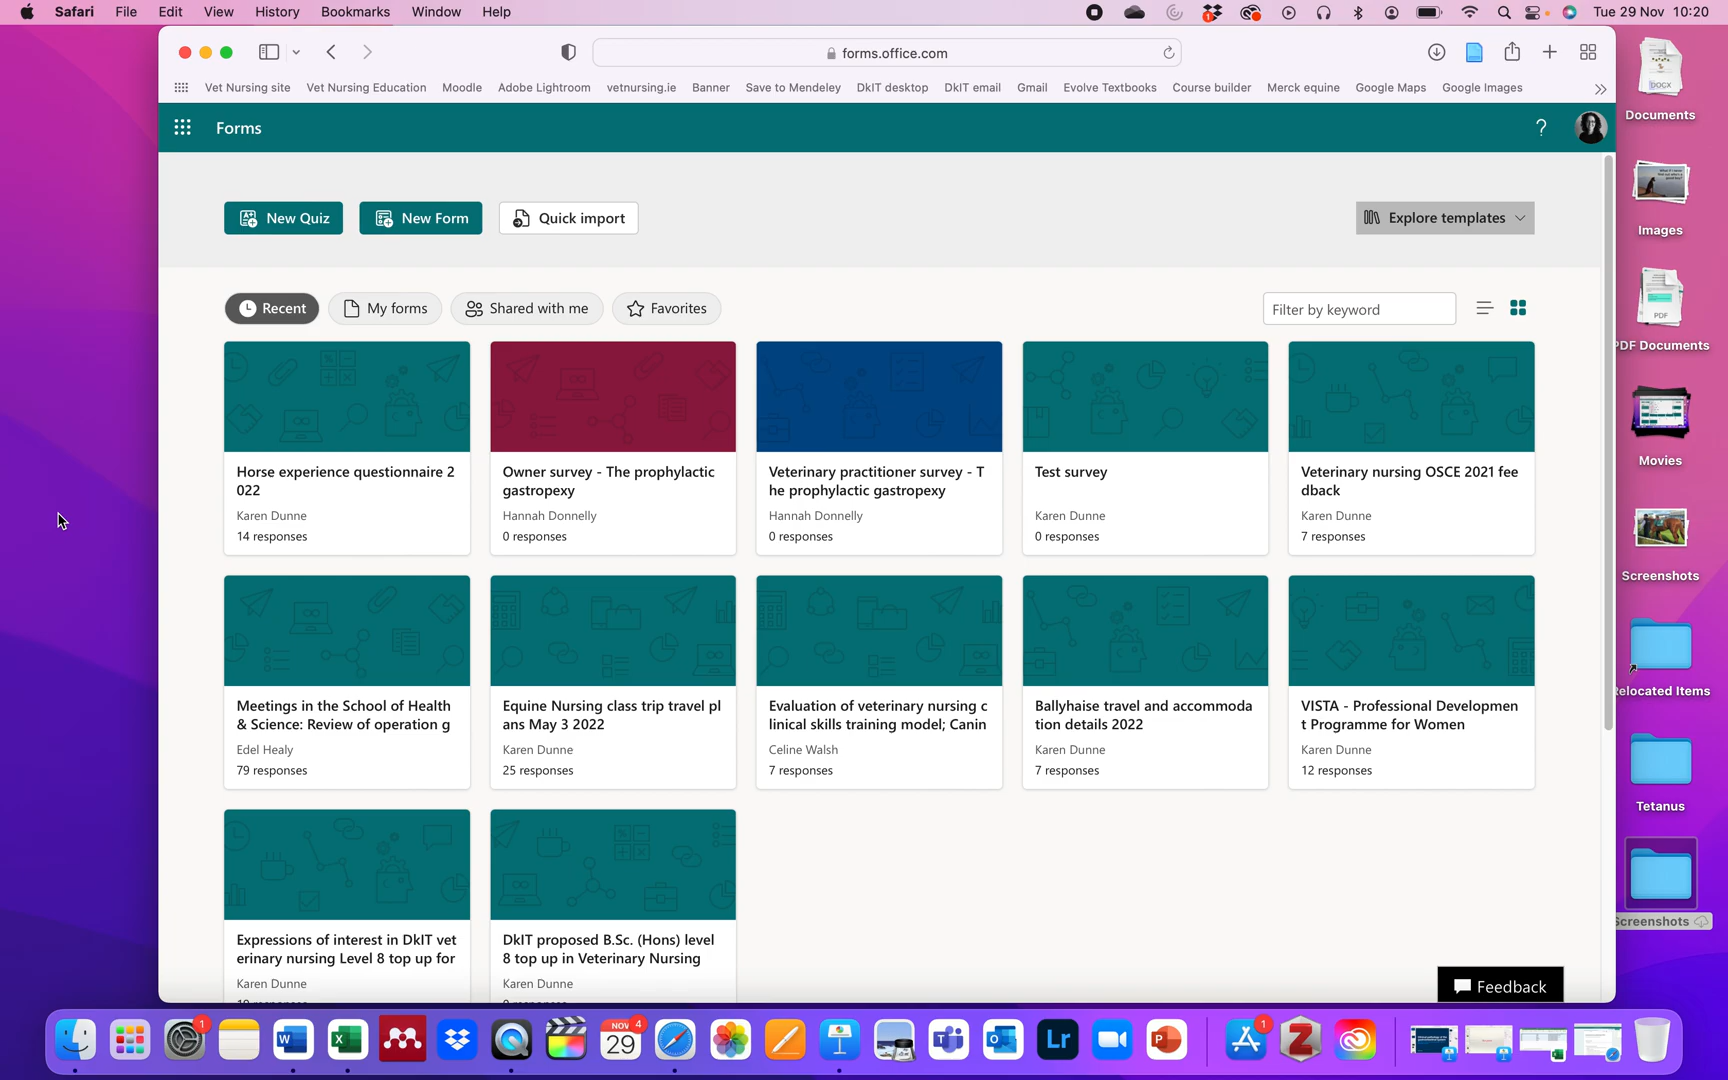 Safari File Edit View History Bookmarks Window Help
Tue 29 Nov 10:20
forms.office.com
Vet Nursing site Vet Nursing Education Moodle Adobe Lightroom vetnursing.ie Banner Save to Mendeley DkIT desktop DkIT email Gmail Evolve Textbooks Course builder Merck equine Google Maps Google Images
Forms
?
New Quiz New Form Quick import
Explore templates
Recent My forms Shared with me Favorites
Filter by keyword
Horse experience questionnaire 2
022
Karen Dunne
14 responses
Owner survey - The prophylactic
gastropexy
Hannah Donnelly
0 responses
Veterinary practitioner survey - T
he prophylactic gastropexy
Hannah Donnelly
0 responses
Test survey
Karen Dunne
0 responses
Veterinary nursing OSCE 2021 fee
dback
Karen Dunne
7 responses
Meetings in the School of Health
& Science: Review of operation g
Edel Healy
79 responses
Equine Nursing class trip travel pl
ans May 3 2022
Karen Dunne
25 responses
Evaluation of veterinary nursing c
linical skills training model; Canin
Celine Walsh
7 responses
Ballyhaise travel and accommoda
tion details 2022
Karen Dunne
7 responses
VISTA - Professional Developmen
t Programme for Women
Karen Dunne
12 responses
Expressions of interest in DkIT vet
erinary nursing Level 8 top up for
Karen Dunne
DkIT proposed B.Sc. (Hons) level
8 top up in Veterinary Nursing
Karen Dunne
Feedback
DOCX
Documents
Images
PDF
PDF Documents
Movies
Screenshots
Relocated Items
Tetanus
Screenshots
1
W
X
NOV 4
29
T
O
Lr
P
1
Z